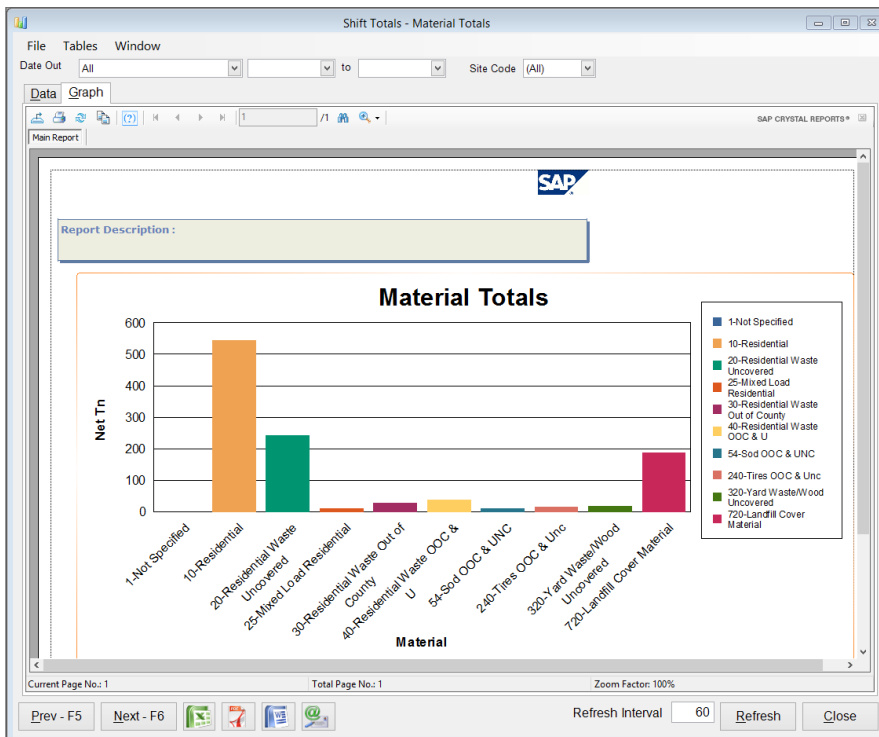 Shift Totals - Material Totals
File Tables Window
Date Out All to Site Code (All)
Data Graph
1 /1 SAP CRYSTAL REPORTS®
Main Report
SAP
Report Description :
Material Totals
600
500
400
300
200
100
0
Net Tn
1-Not Specified
10-Residential
20-Residential Waste
Uncovered
25-Mixed Load Residential
30-Residential Waste Out of
County
40-Residential Waste OOC &
U
54-Sod OOC & UNC
240-Tires OOC & Unc
320-Yard Waste/Wood
Uncovered
720-Landfill Cover Material
Material
1-Not Specified
10-Residential
20-Residential Waste
Uncovered
25-Mixed Load
Residential
30-Residential Waste
Out of County
40-Residential Waste
OOC & U
54-Sod OOC & UNC
240-Tires OOC & Unc
320-Yard Waste/Wood
Uncovered
720-Landfill Cover
Material
Current Page No.: 1 Total Page No.: 1 Zoom Factor: 100%
Prev - F5 Next - F6 Refresh Interval 60 Refresh Close